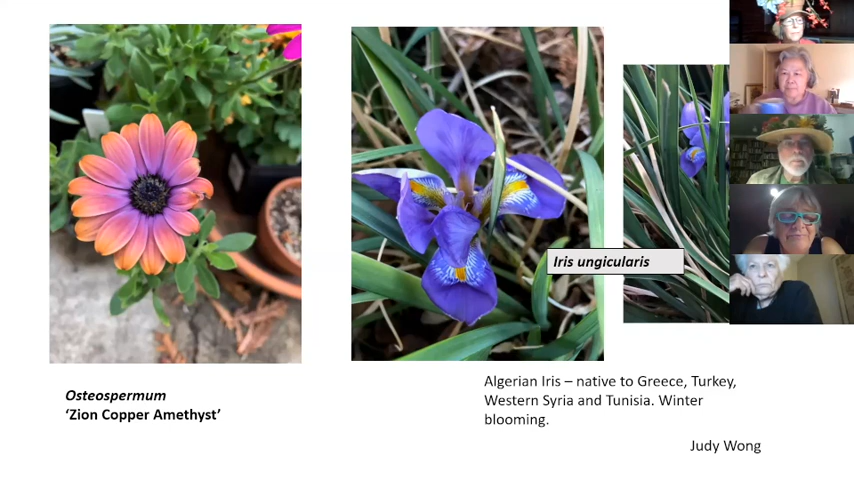 Iris ungicularis
Osteospermum
‘Zion Copper Amethyst’
Algerian Iris – native to Greece, Turkey,
Western Syria and Tunisia. Winter
blooming.
Judy Wong